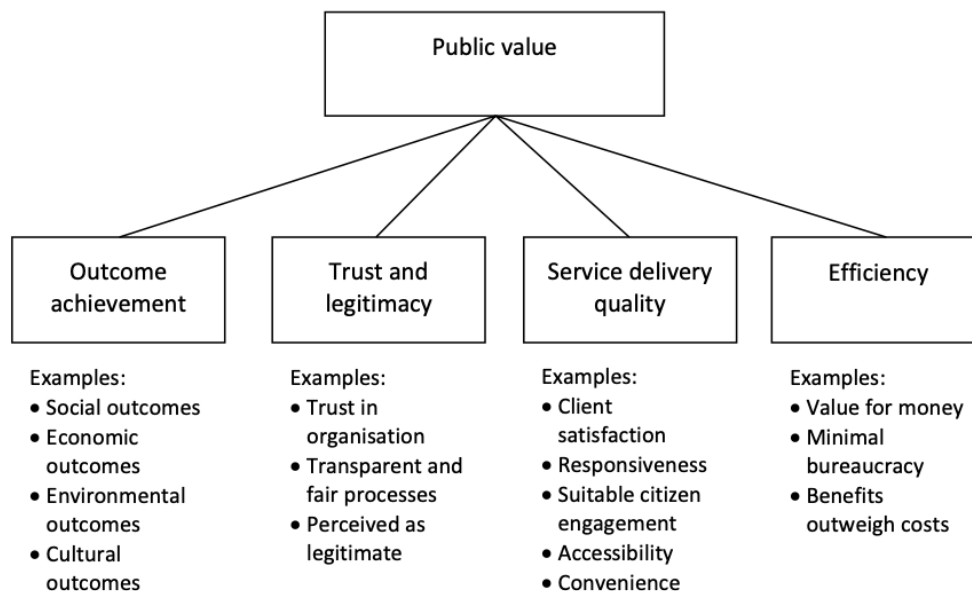 Public value
Outcome
achievement
Trust and
legitimacy
Service delivery
quality
Efficiency
Examples:
• Social outcomes
• Economic
outcomes
• Environmental
outcomes
• Cultural
outcomes
Examples:
• Trust in
organisation
• Transparent and
fair processes
• Perceived as
legitimate
Examples:
• Client
satisfaction
• Responsiveness
• Suitable citizen
engagement
• Accessibility
• Convenience
Examples:
• Value for money
• Minimal
bureaucracy
• Benefits
outweigh costs